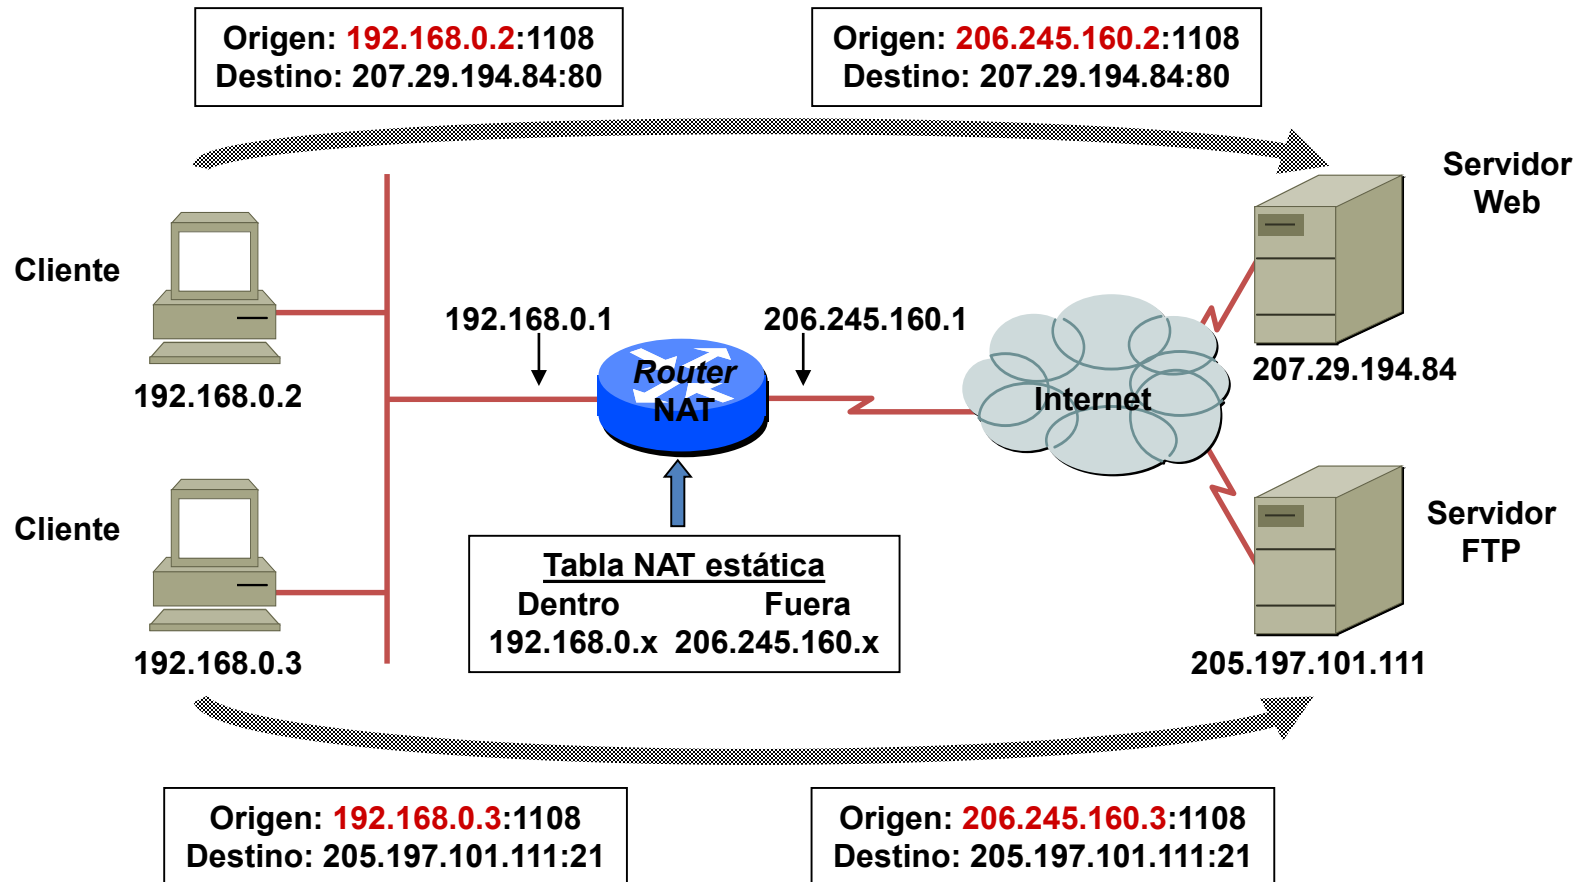 Origen: 192.168.0.2:1108
Destino: 207.29.194.84:80
Origen: 206.245.160.2:1108
Destino: 207.29.194.84:80
Servidor
Web
Cliente
192.168.0.1
206.245.160.1
207.29.194.84
192.168.0.2
Router
NAT
Internet
Cliente
Servidor
FTP
Tabla NAT estática
Dentro Fuera
192.168.0.x 206.245.160.x
192.168.0.3
205.197.101.111
Origen: 192.168.0.3:1108
Destino: 205.197.101.111:21
Origen: 206.245.160.3:1108
Destino: 205.197.101.111:21